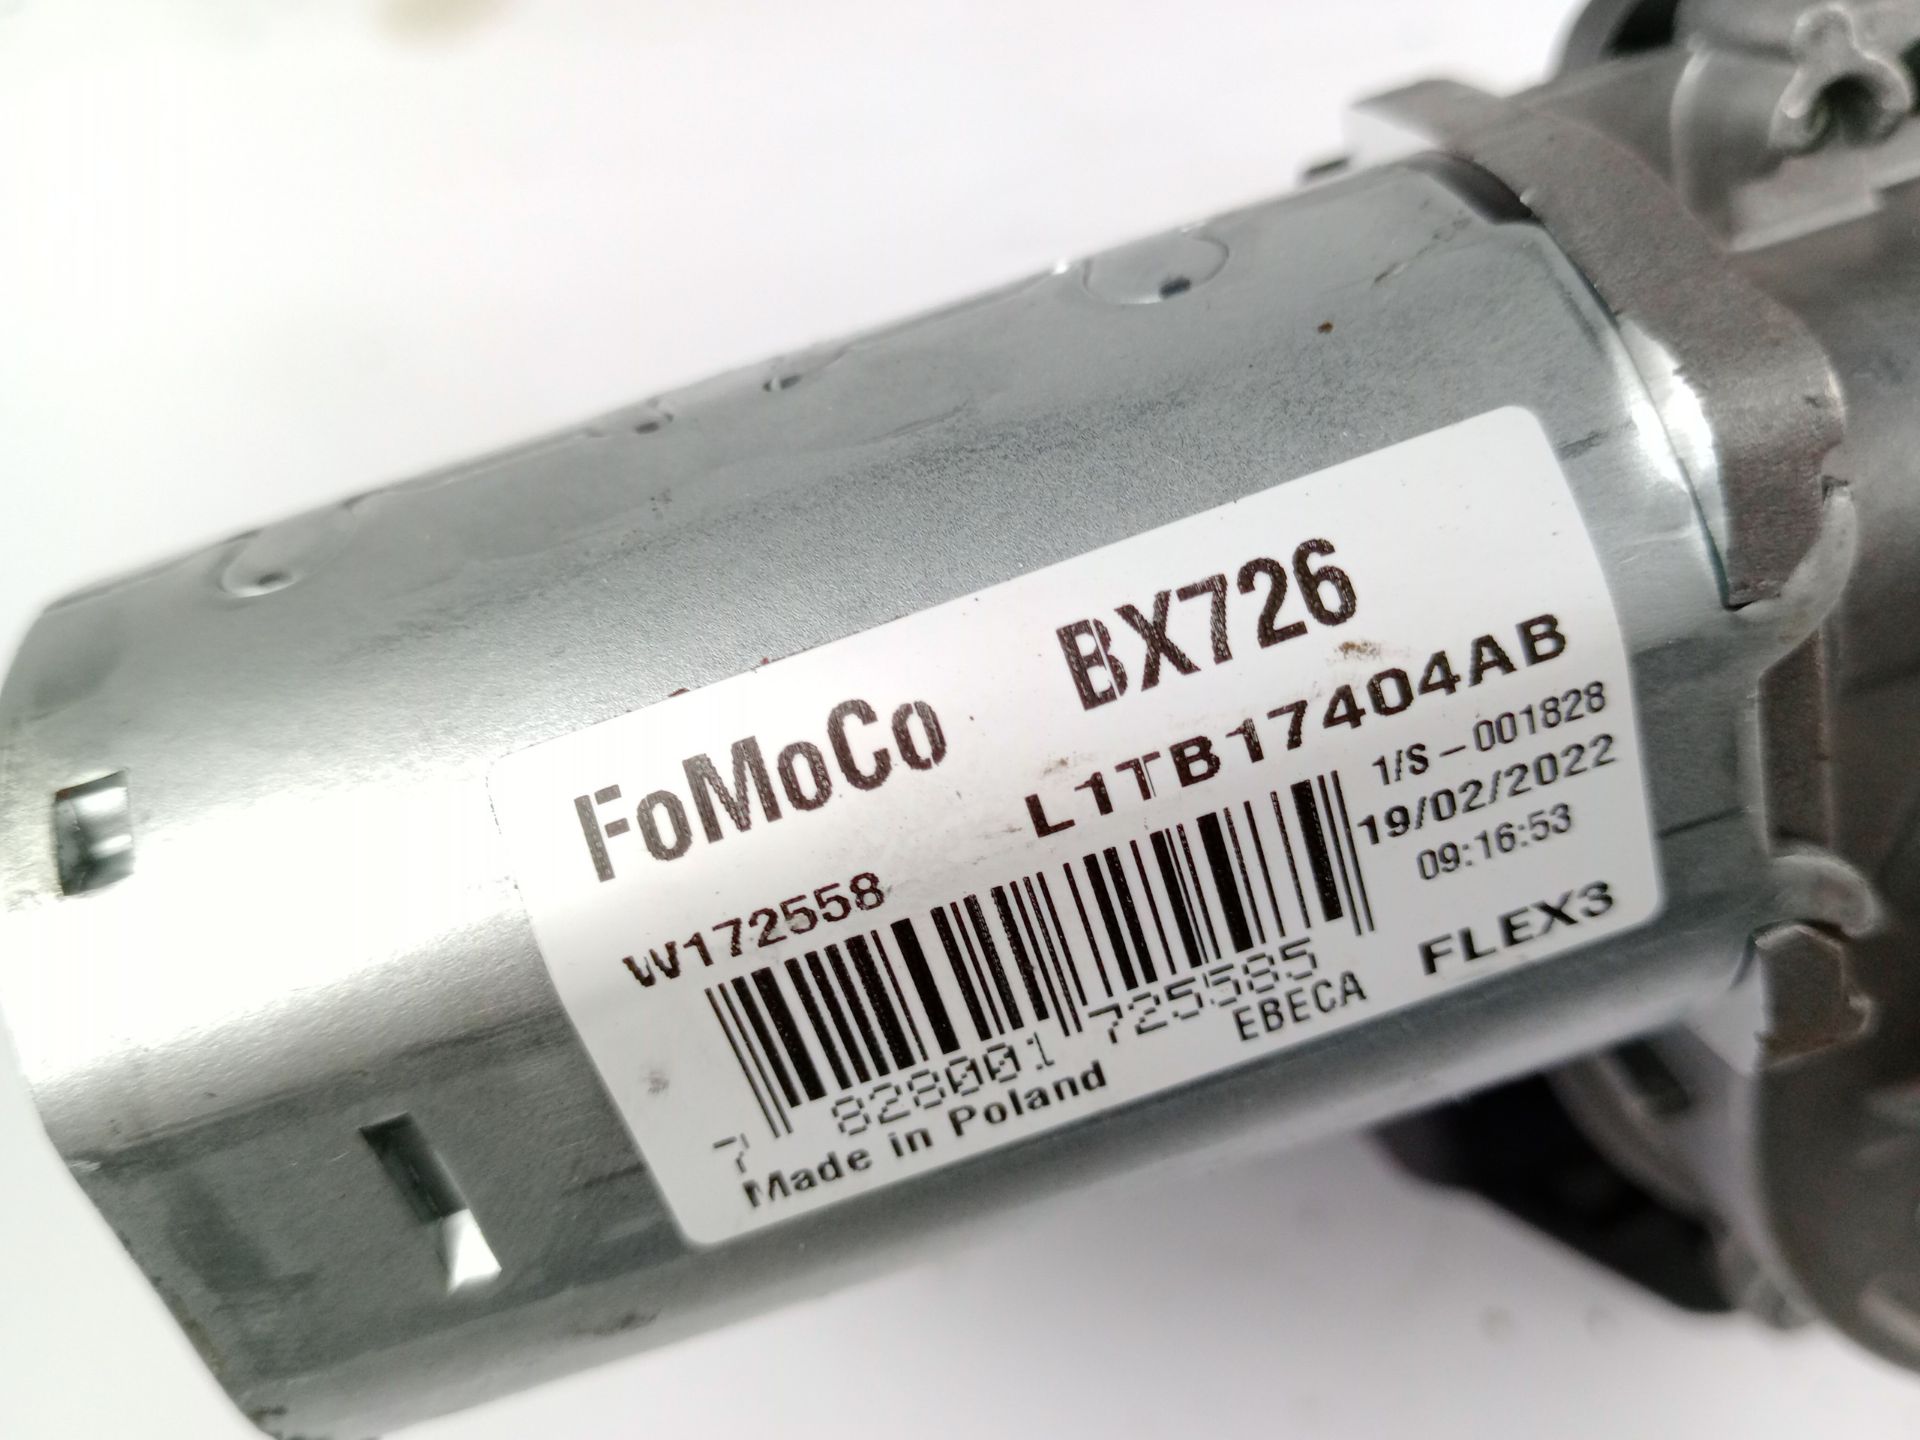 FoMoCo BX726
W172558 L1TB17404AB
1/S-001828
19/02/2022
09:16:53
7 828001 725585
Made in Poland EBECA FLEX3